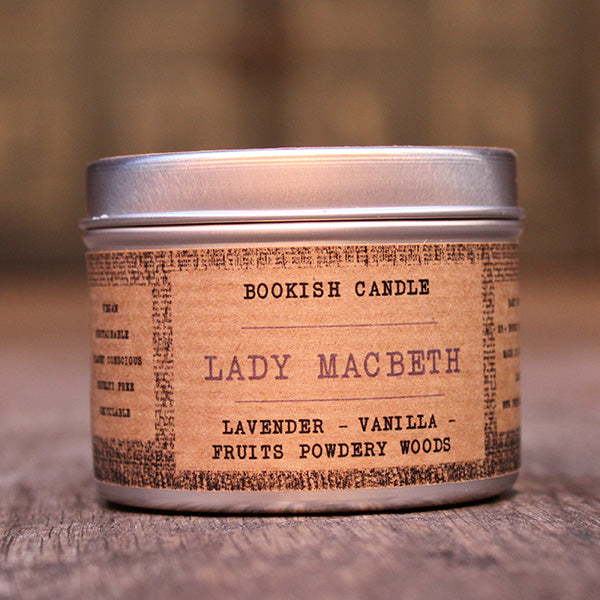 BOOKISH CANDLE
LADY MACBETH
LAVENDER - VANILLA -
FRUITS POWDERY WOODS
VEGAN
SUSTAINABLE
PLANET CONSCIOUS
CRUELTY FREE
RECYCLABLE